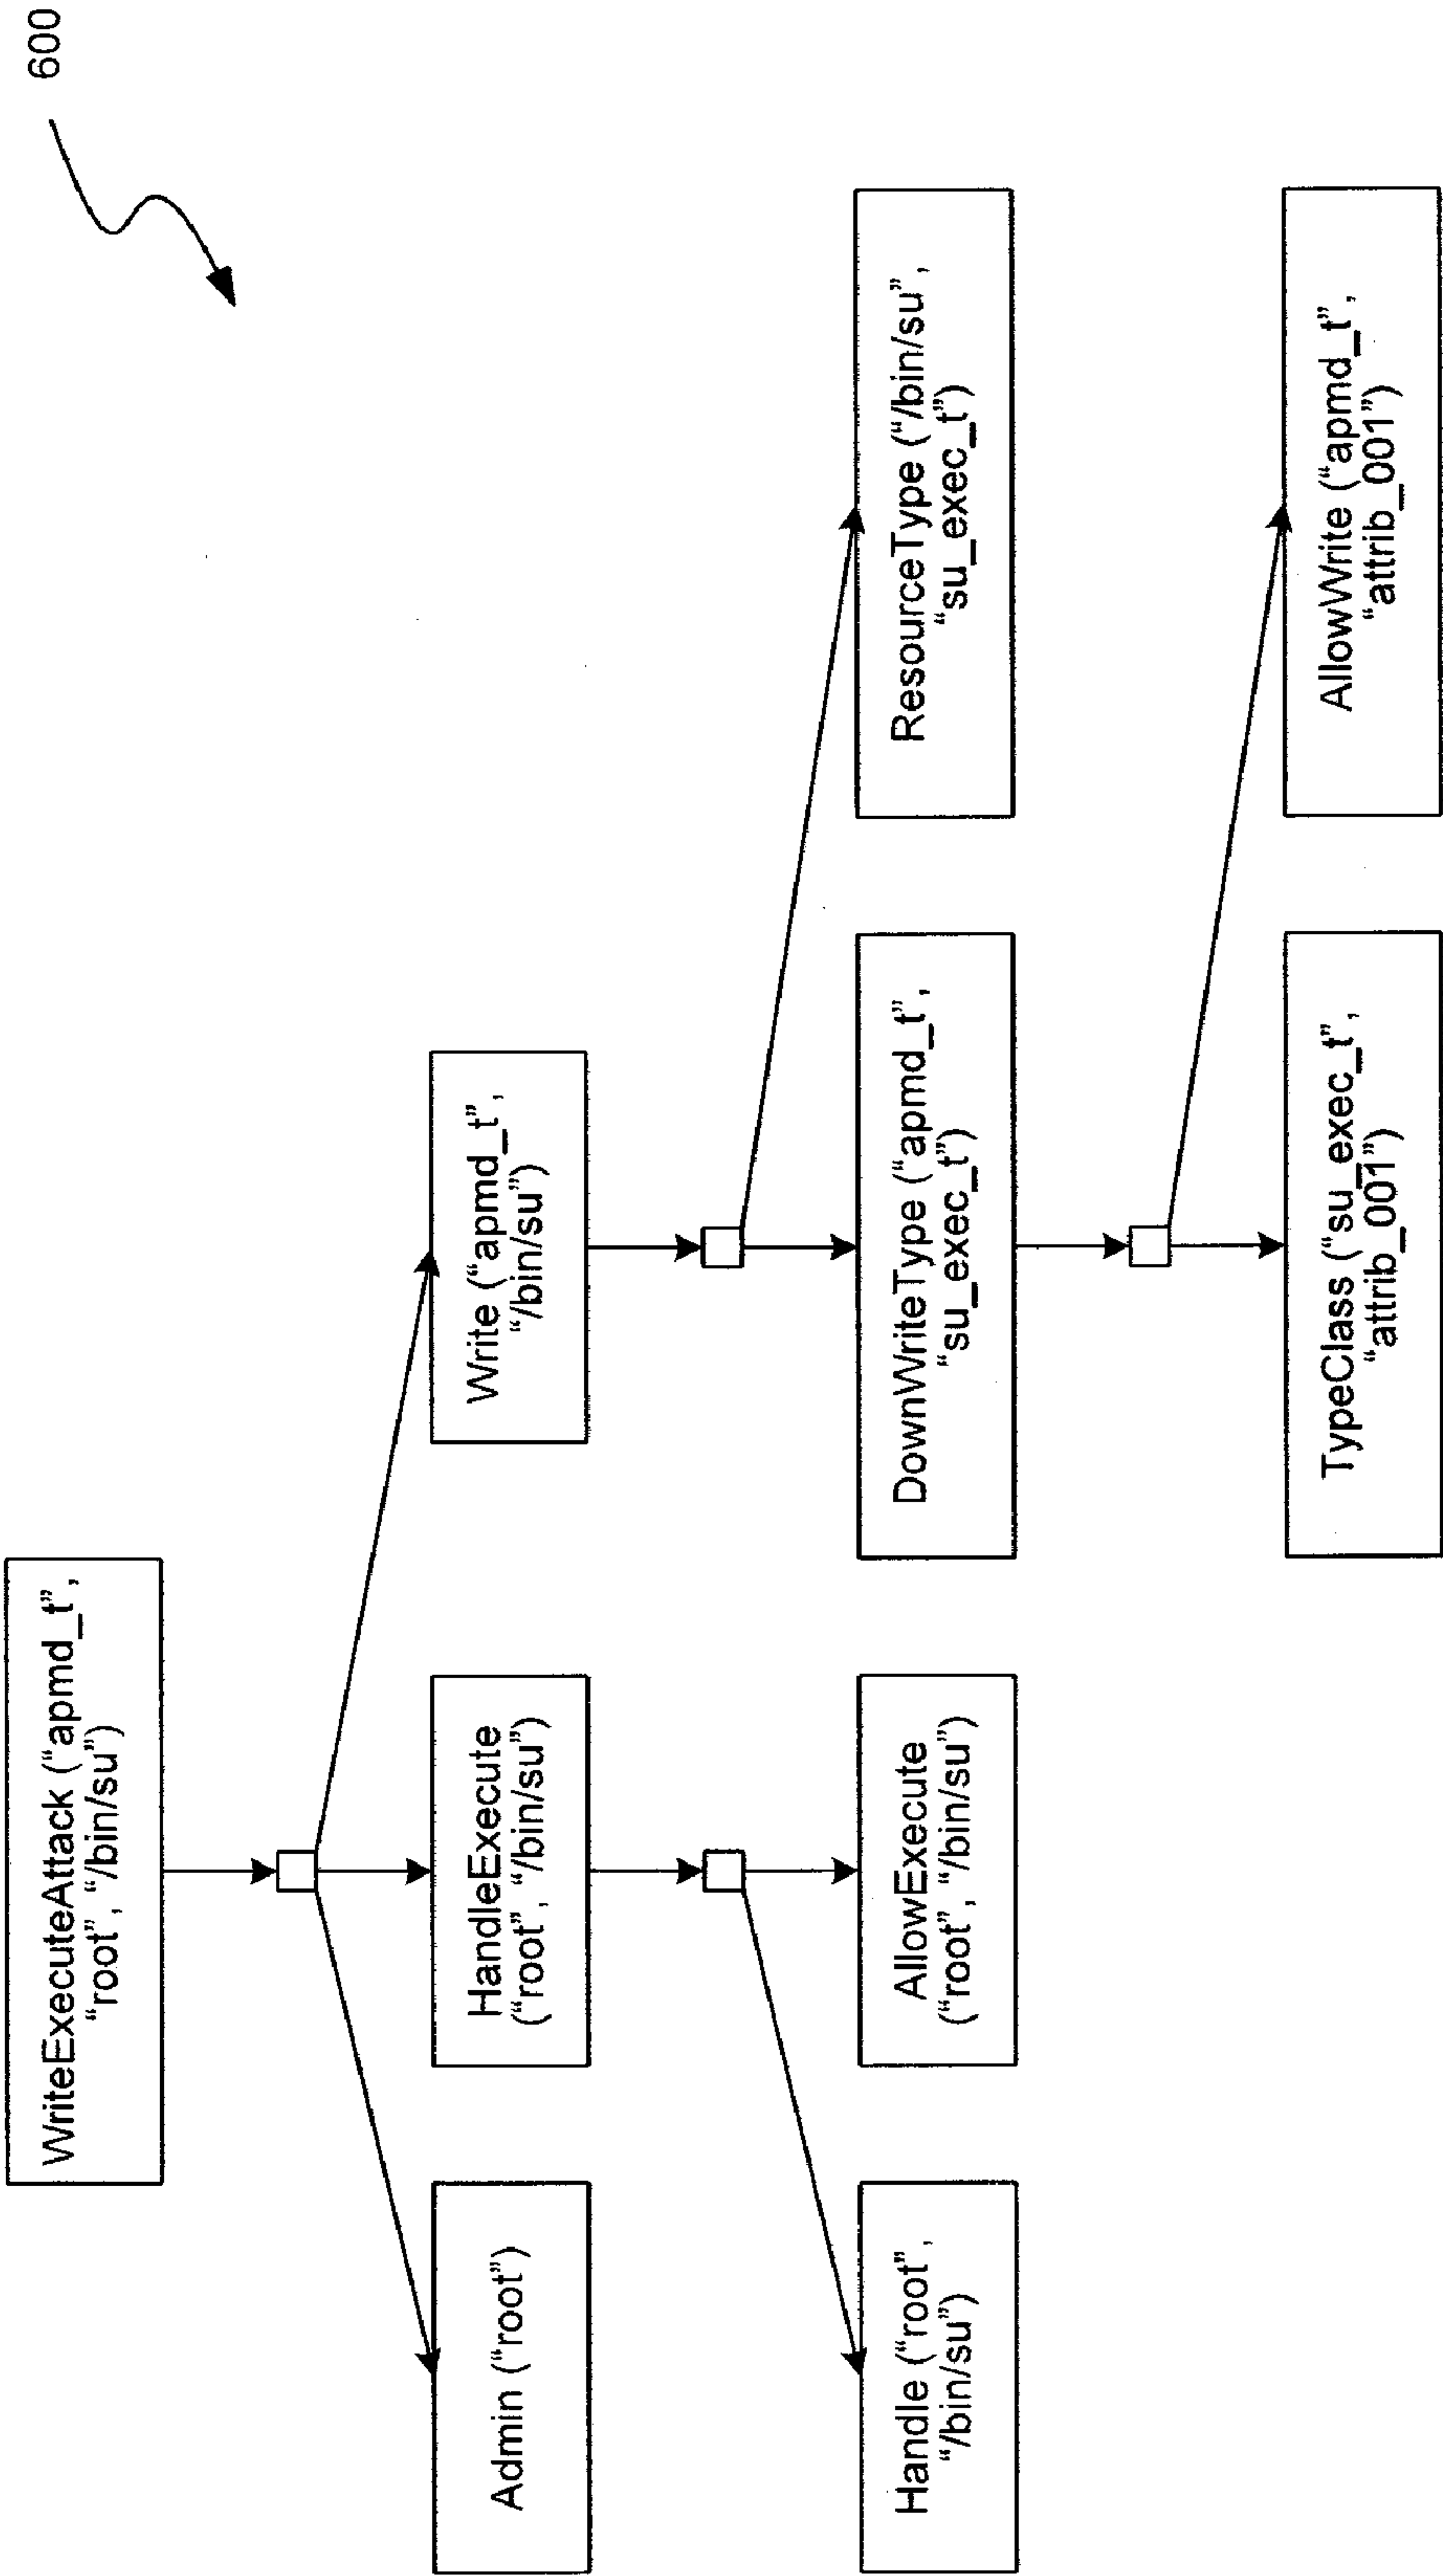 600
WriteExecuteAttack (“apmd_t”,
“root”, “/bin/su”)
Admin (“root”)
HandleExecute
(“root”, “/bin/su”)
Write (“apmd_t”,
“/bin/su”)
Handle (“root”,
“/bin/su”)
AllowExecute
(“root”, “/bin/su”)
DownWriteType (“apmd_t”,
“su_exec_t”)
ResourceType (“/bin/su”,
“su_exec_t”)
TypeClass (“su_exec_t”,
“attrib_001”)
AllowWrite (“apmd_t”,
“attrib_001”)